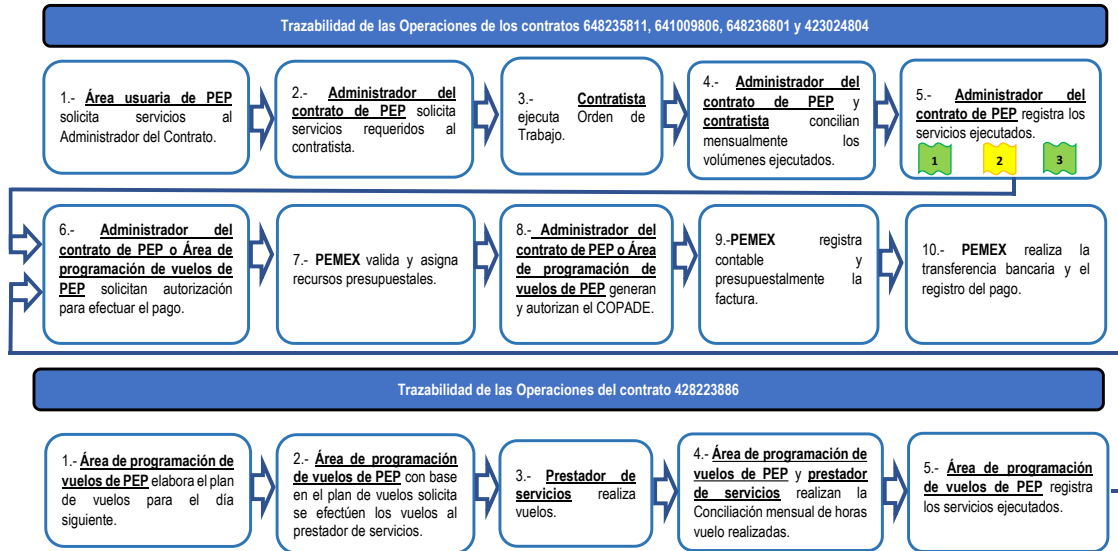 Trazabilidad de las Operaciones de los contratos 648235811, 641009806, 648236801 y 423024804
1.- Área usuaria de PEP
solicita servicios al
Administrador del Contrato.
2.- Administrador del
contrato de PEP solicita
servicios requeridos al
contratista.
3.- Contratista
ejecuta Orden de
Trabajo.
4.- Administrador del
contrato de PEP y
contratista concilian
mensualmente los
volúmenes ejecutados.
5.- Administrador del
contrato de PEP registra los
servicios ejecutados.
1 2 3
6.- Administrador del
contrato de PEP o Área de
programación de vuelos de
PEP solicitan autorización
para efectuar el pago.
7.- PEMEX valida y asigna
recursos presupuestales.
8.- Administrador del
contrato de PEP o Área
de programación de
vuelos de PEP generan
y autorizan el COPADE.
9.-PEMEX registra
contable y
presupuestalmente la
factura.
10.- PEMEX realiza la
transferencia bancaria y el
registro del pago.
Trazabilidad de las Operaciones del contrato 428223886
1.- Área de programación de
vuelos de PEP elabora el plan
de vuelos para el día
siguiente.
2.- Área de programación
de vuelos de PEP con base
en el plan de vuelos solicita
se efectúen los vuelos al
prestador de servicios.
3.- Prestador de
servicios realiza
vuelos.
4.- Área de programación de
vuelos de PEP y prestador
de servicios realizan la
Conciliación mensual de horas
vuelo realizadas.
5.- Área de programación
de vuelos de PEP registra
los servicios ejecutados.